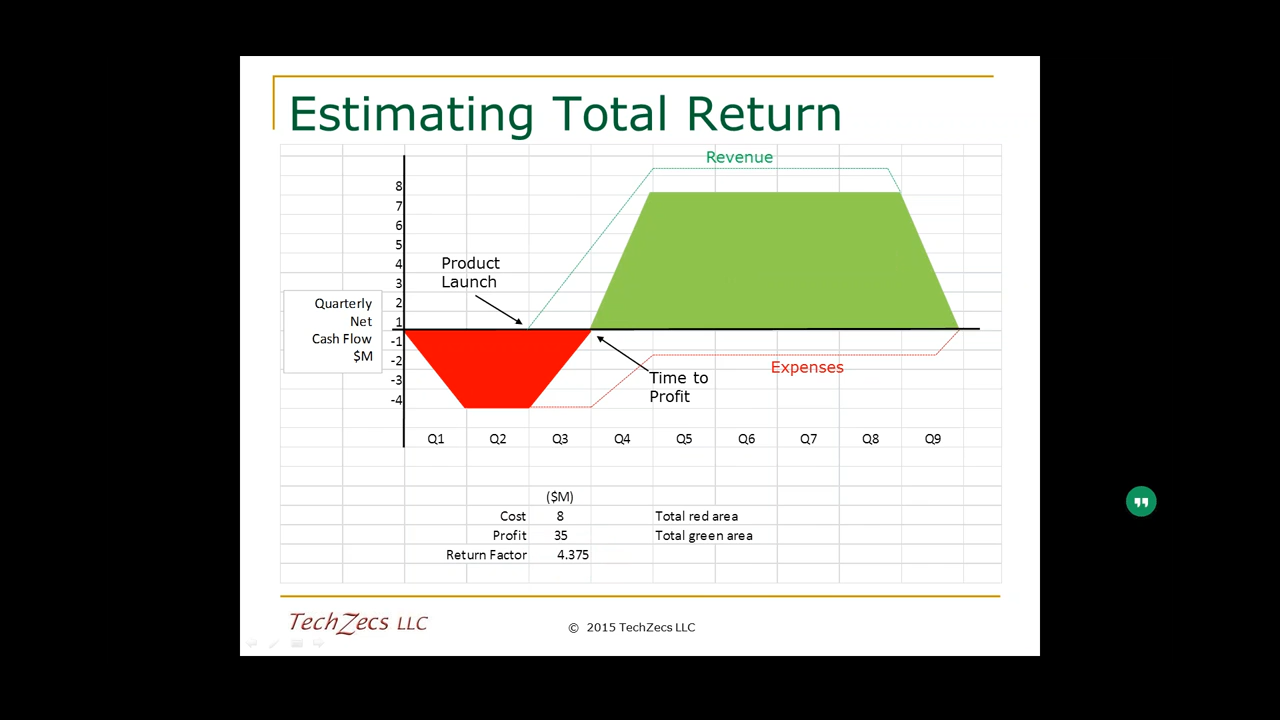 Estimating Total Return
Revenue
8
7
6
5
4
3
2
1
-1
-2
-3
-4
Product
Launch
Quarterly
Net
Cash Flow
$M
Time to
Profit
Expenses
Q1 Q2 Q3 Q4 Q5 Q6 Q7 Q8 Q9
($M)
Cost 8 Total red area
Profit 35 Total green area
Return Factor 4.375
TechZecs LLC
© 2015 TechZecs LLC